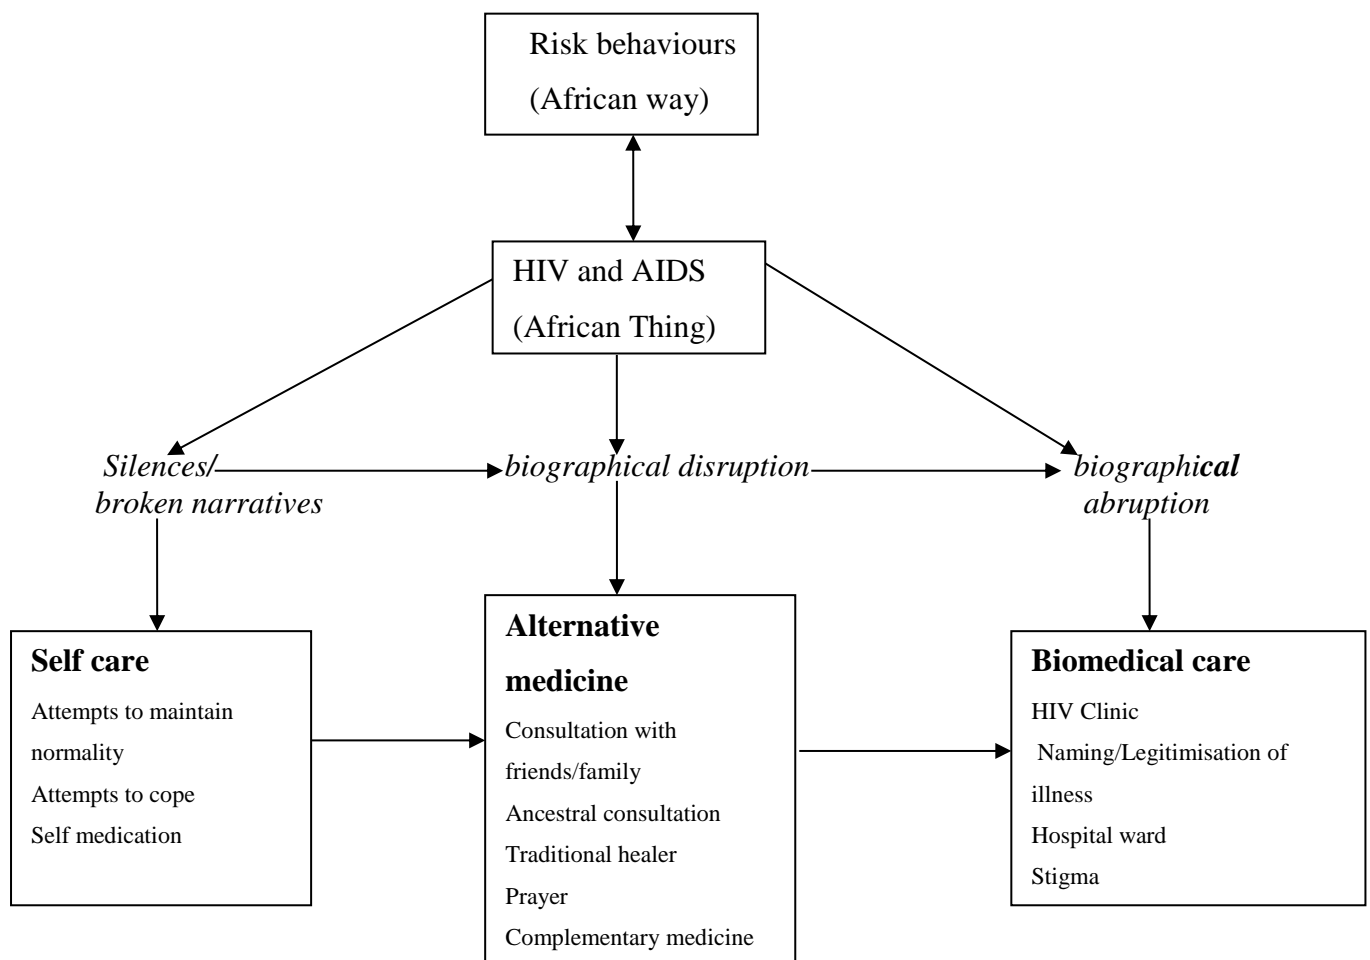 Risk behaviours
(African way)
HIV and AIDS
(African Thing)
Silences/
broken narratives
biographical disruption
biographical
abruption
Self care
Attempts to maintain
normality
Attempts to cope
Self medication
Alternative
medicine
Consultation with
friends/family
Ancestral consultation
Traditional healer
Prayer
Complementary medicine
Biomedical care
HIV Clinic
Naming/Legitimisation of
illness
Hospital ward
Stigma